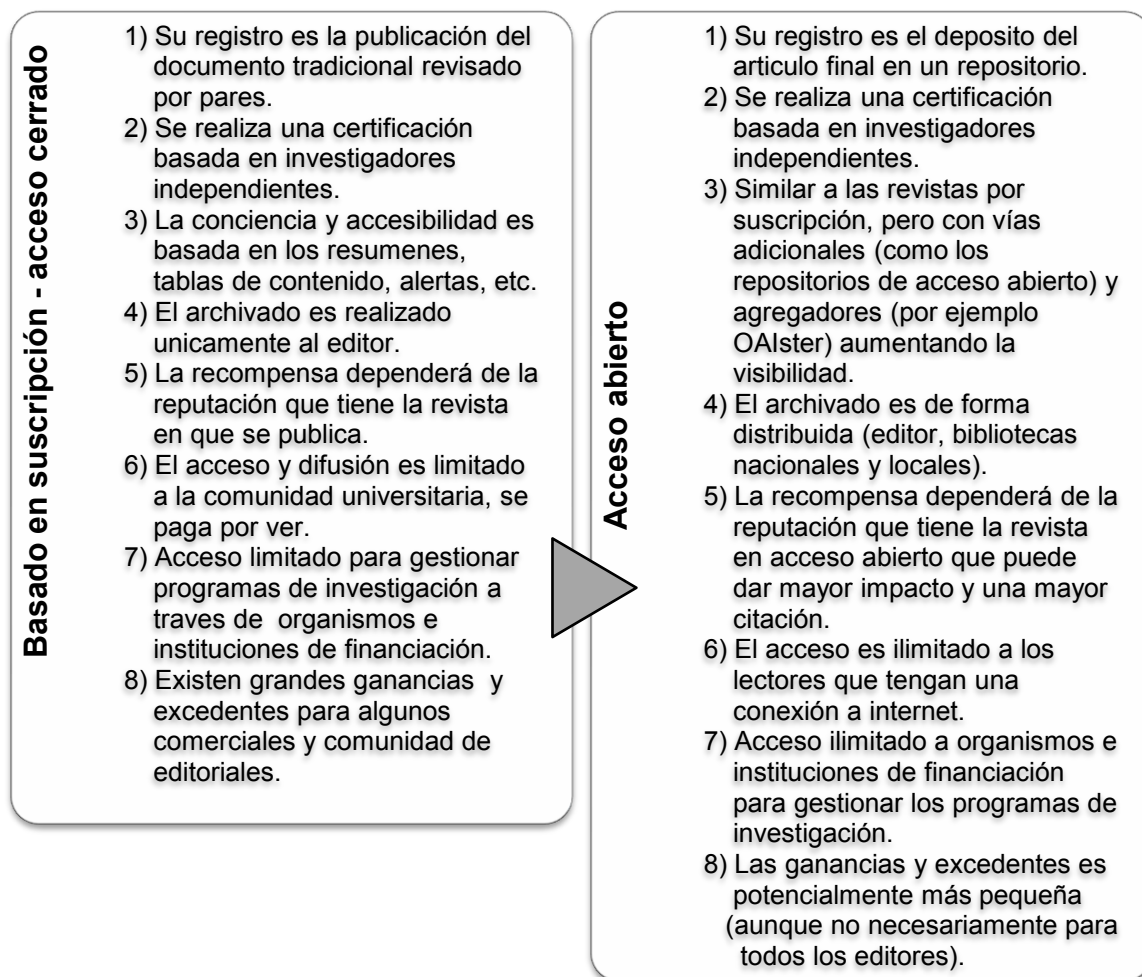 Basado en suscripción - acceso cerrado
1) Su registro es la publicación del
documento tradicional revisado
por pares.
2) Se realiza una certificación
basada en investigadores
independientes.
3) La conciencia y accesibilidad es
basada en los resumenes,
tablas de contenido, alertas, etc.
4) El archivado es realizado
unicamente al editor.
5) La recompensa dependerá de la
reputación que tiene la revista
en que se publica.
6) El acceso y difusión es limitado
a la comunidad universitaria, se
paga por ver.
7) Acceso limitado para gestionar
programas de investigación a
traves de organismos e
instituciones de financiación.
8) Existen grandes ganancias y
excedentes para algunos
comerciales y comunidad de
editoriales.
Acceso abierto
1) Su registro es el deposito del
articulo final en un repositorio.
2) Se realiza una certificación
basada en investigadores
independientes.
3) Similar a las revistas por
suscripción, pero con vías
adicionales (como los
repositorios de acceso abierto) y
agregadores (por ejemplo
OAIster) aumentando la
visibilidad.
4) El archivado es de forma
distribuida (editor, bibliotecas
nacionales y locales).
5) La recompensa dependerá de la
reputación que tiene la revista
en acceso abierto que puede
dar mayor impacto y una mayor
citación.
6) El acceso es ilimitado a los
lectores que tengan una
conexión a internet.
7) Acceso ilimitado a organismos e
instituciones de financiación
para gestionar los programas de
investigación.
8) Las ganancias y excedentes es
potencialmente más pequeña
(aunque no necesariamente para
todos los editores).